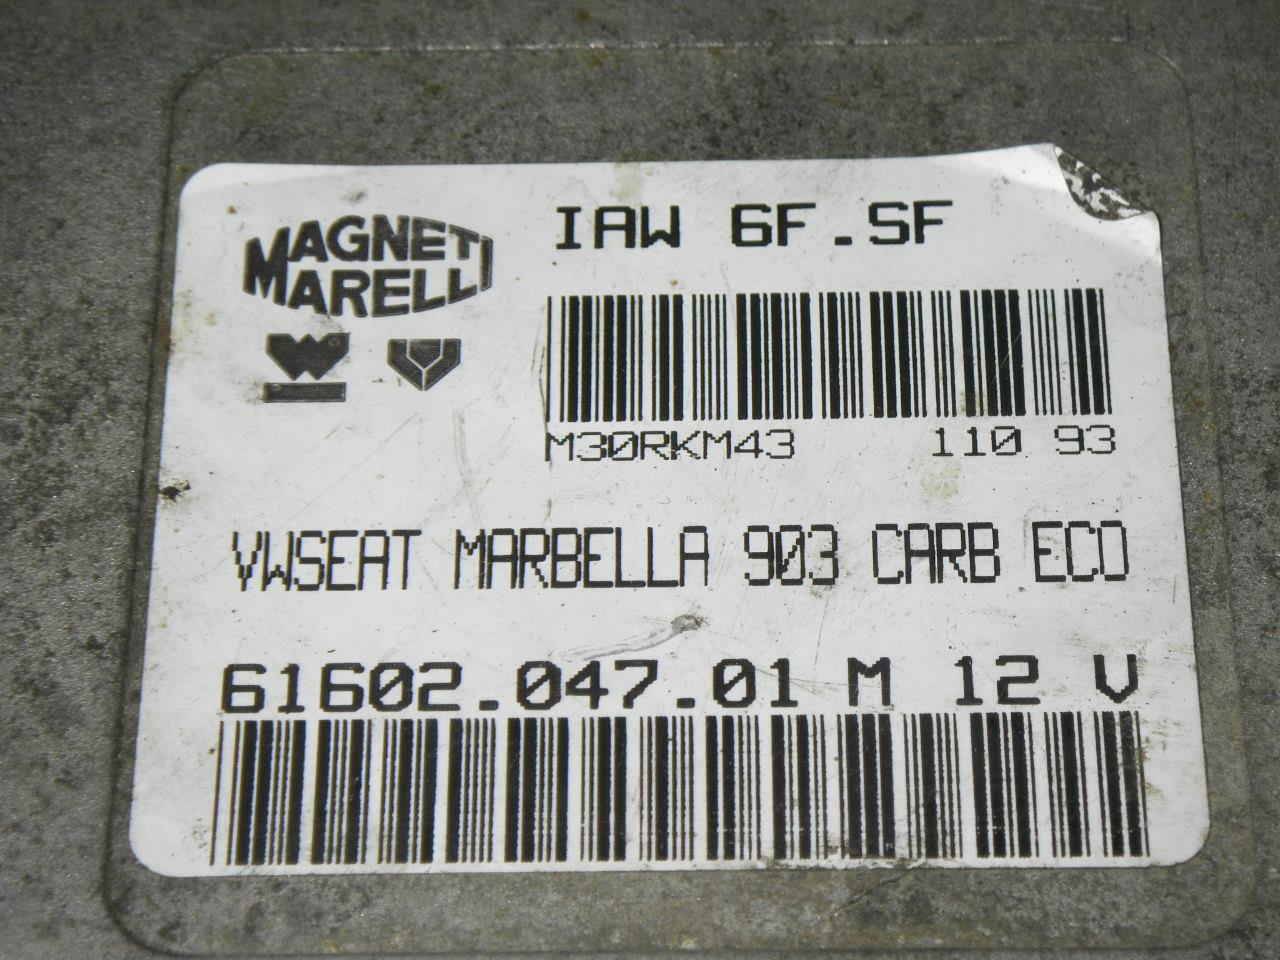 MAGNETI
MARELLI
IAW 6F.SF
M30RKM43 110 93
VWSEAT MARBELLA 903 CARB ECO
61602.047.01 M 12 V